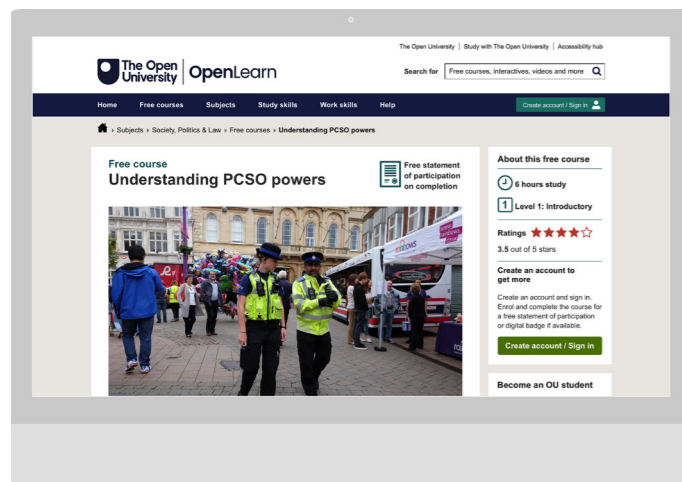 The Open University | Study with The Open University | Accessibility hub
The Open
University
OpenLearn
Search for
Free courses, interactives, videos and more
Home Free courses Subjects Study skills Work skills Help
Create account / Sign in
Subjects › Society, Politics & Law › Free courses › Understanding PCSO powers
Free course
Understanding PCSO powers
Free statement
of participation
on completion
About this free course
6 hours study
1 Level 1: Introductory
Ratings
3.5 out of 5 stars
Create an account to
get more
Create an account and sign in.
Enrol and complete the course for
a free statement of participation
or digital badge if available.
Create account / Sign in
Become an OU student